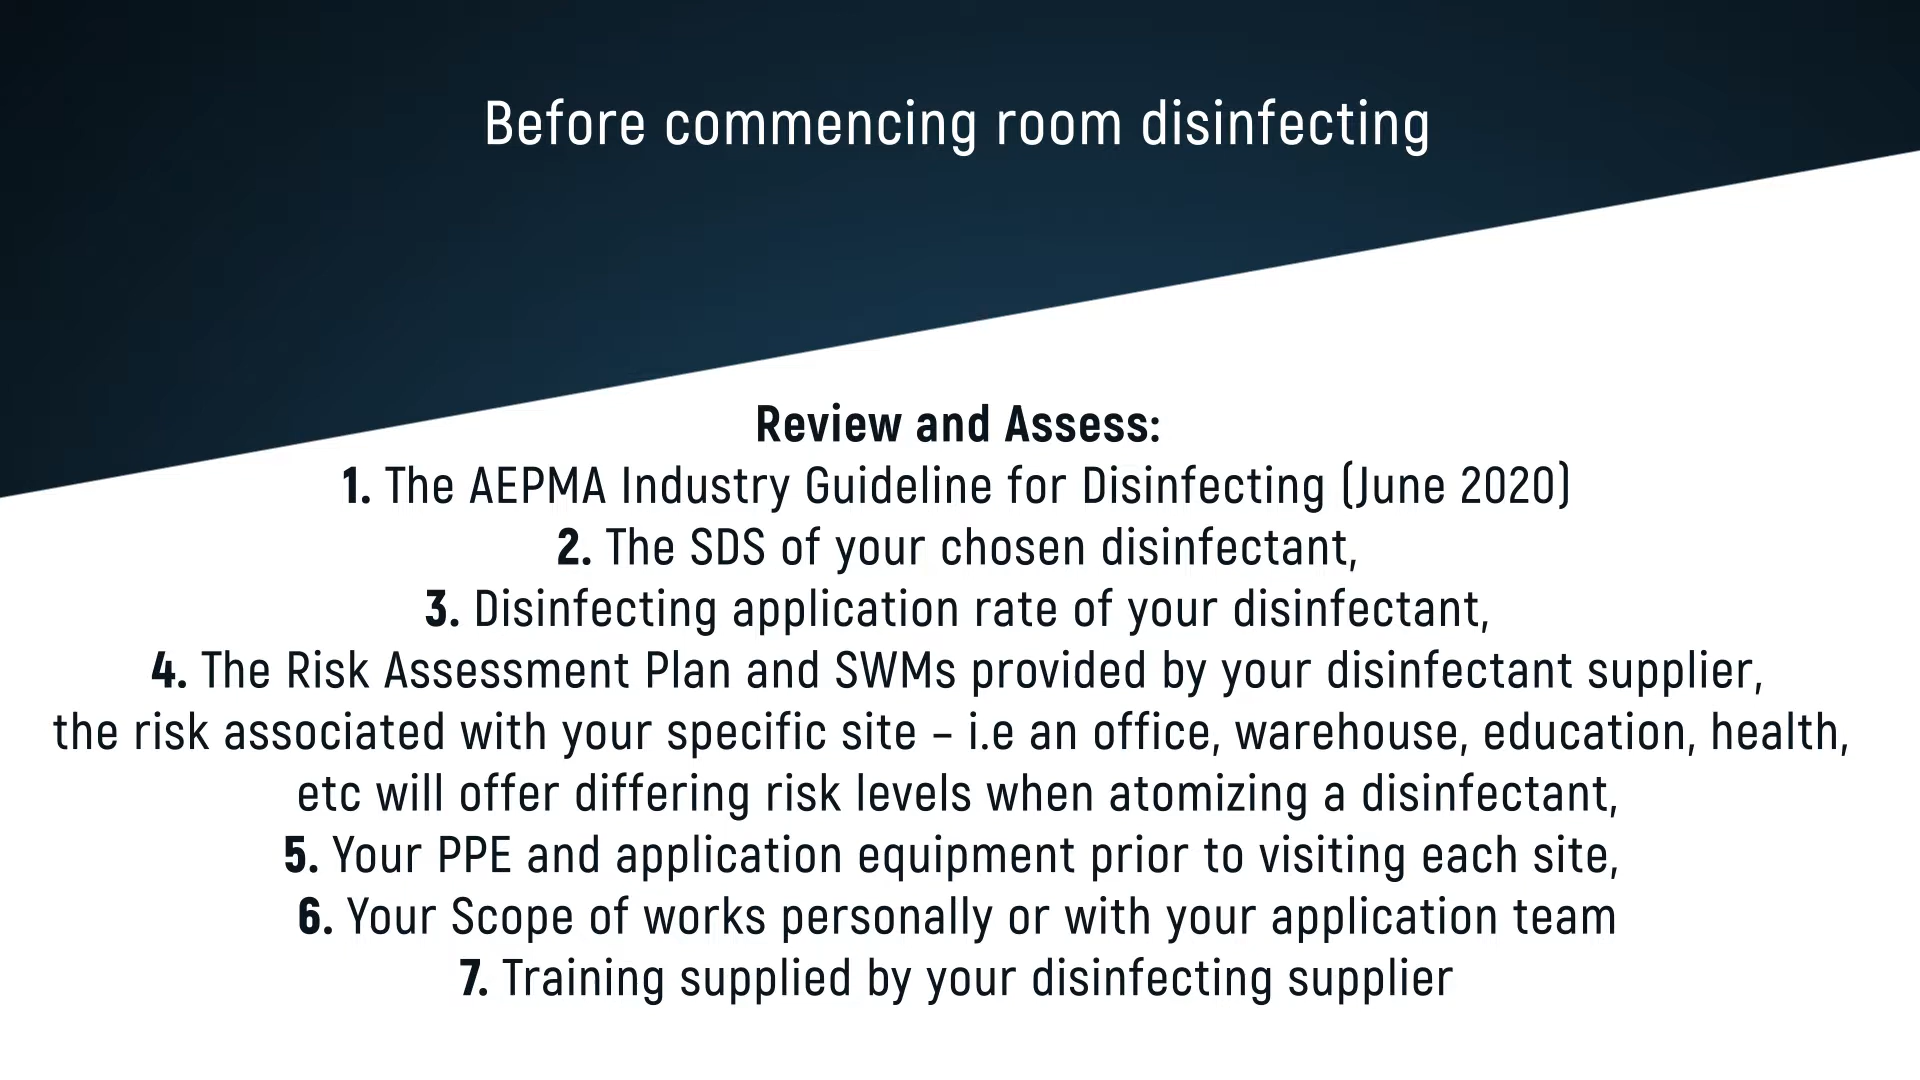 Before commencing room disinfecting
Review and Assess:
1. The AEPMA Industry Guideline for Disinfecting (June 2020)
2. The SDS of your chosen disinfectant,
3. Disinfecting application rate of your disinfectant,
4. The Risk Assessment Plan and SWMs provided by your disinfectant supplier,
the risk associated with your specific site – i.e an office, warehouse, education, health,
etc will offer differing risk levels when atomizing a disinfectant,
5. Your PPE and application equipment prior to visiting each site,
6. Your Scope of works personally or with your application team
7. Training supplied by your disinfecting supplier